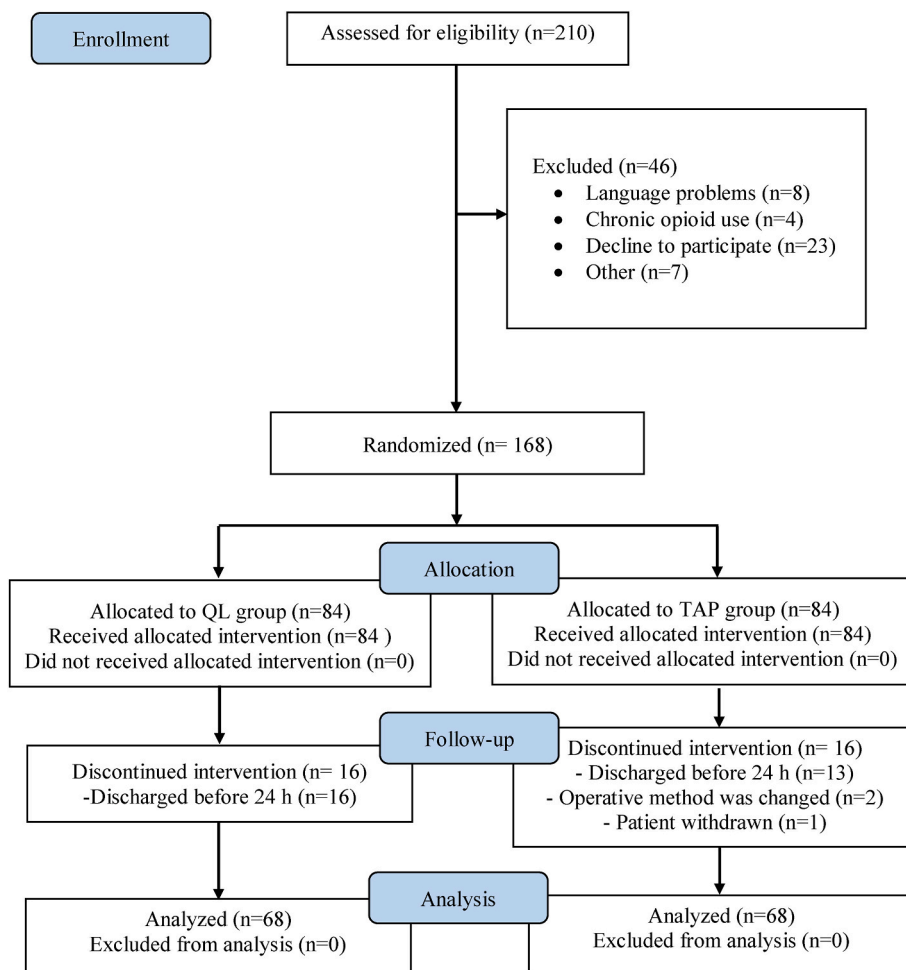 Enrollment
Assessed for eligibility (n=210)
Excluded (n=46)
• Language problems (n=8)
• Chronic opioid use (n=4)
• Decline to participate (n=23)
• Other (n=7)
Randomized (n= 168)
Allocation
Allocated to QL group (n=84)
Received allocated intervention (n=84 )
Did not received allocated intervention (n=0)
Allocated to TAP group (n=84)
Received allocated intervention (n=84)
Did not received allocated intervention (n=0)
Follow-up
Discontinued intervention (n= 16)
-Discharged before 24 h (n=16)
Discontinued intervention (n= 16)
- Discharged before 24 h (n=13)
- Operative method was changed (n=2)
- Patient withdrawn (n=1)
Analysis
Analyzed (n=68)
Excluded from analysis (n=0)
Analyzed (n=68)
Excluded from analysis (n=0)